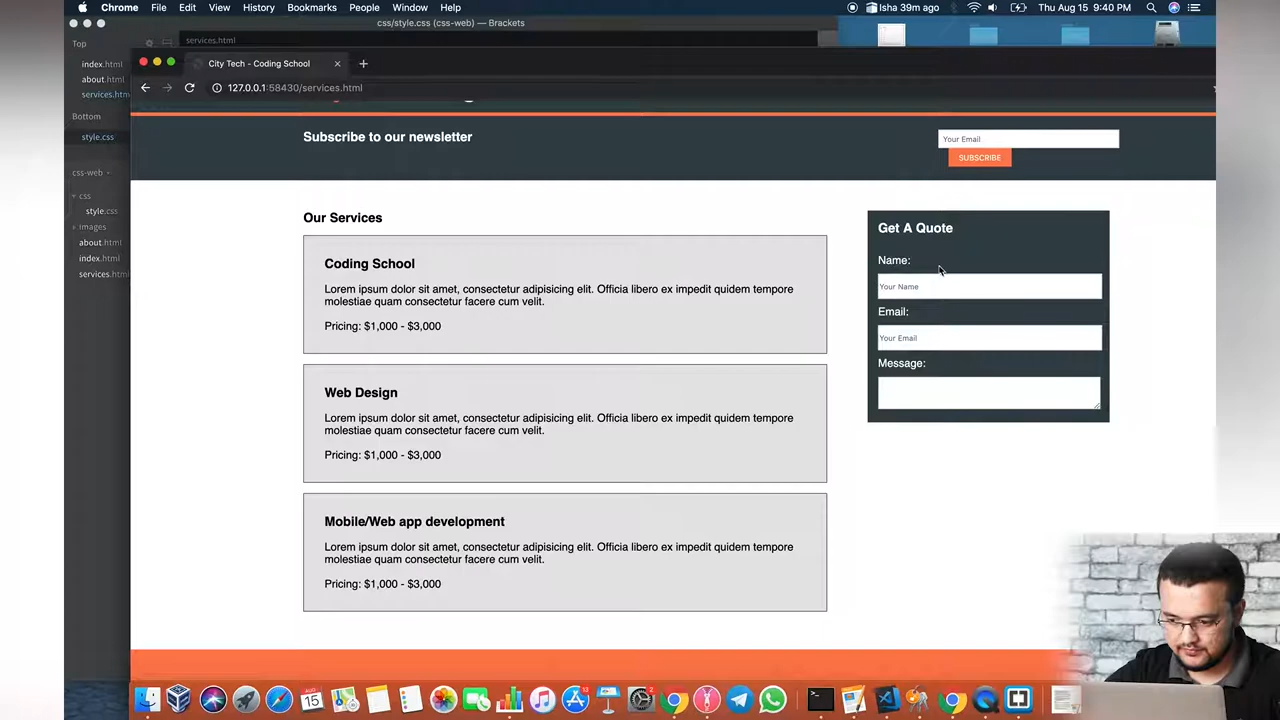 Chrome File Edit View History Bookmarks People Window Help Isha 39m ago Thu Aug 15 9:40 PM
css/style.css (css-web) — Brackets
Top
services.html
index.html
about.html
services.html
Bottom
style.css
css-web
css
style.css
images
about.html
index.html
services.html
City Tech - Coding School
127.0.0.1:58430/services.html
Subscribe to our newsletter
Your Email
SUBSCRIBE
Our Services
Coding School
Lorem ipsum dolor sit amet, consectetur adipisicing elit. Officia libero ex impedit quidem tempore
molestiae quam consectetur facere cum velit.
Pricing: $1,000 - $3,000
Web Design
Lorem ipsum dolor sit amet, consectetur adipisicing elit. Officia libero ex impedit quidem tempore
molestiae quam consectetur facere cum velit.
Pricing: $1,000 - $3,000
Mobile/Web app development
Lorem ipsum dolor sit amet, consectetur adipisicing elit. Officia libero ex impedit quidem tempore
molestiae quam consectetur facere cum velit.
Pricing: $1,000 - $3,000
Get A Quote
Name:
Your Name
Email:
Your Email
Message:
15